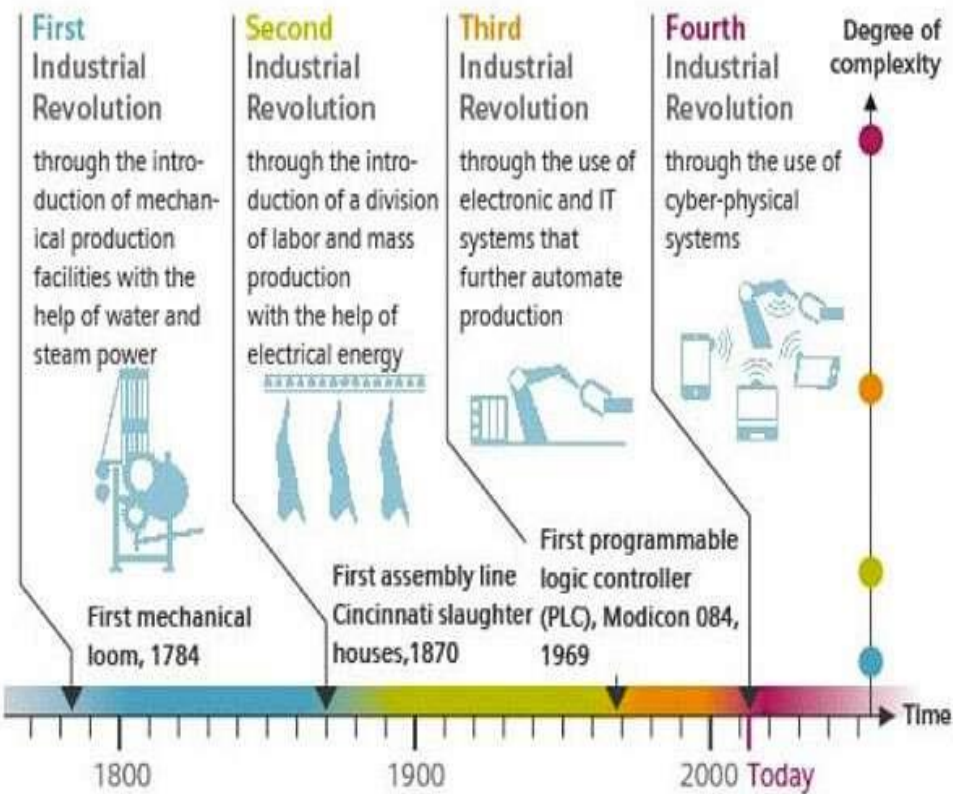 First
Industrial
Revolution
through the intro-
duction of mechan-
ical production
facilities with the
help of water and
steam power
Second
Industrial
Revolution
through the intro-
duction of a division
of labor and mass
production
with the help of
electrical energy
Third
Industrial
Revolution
through the use of
electronic and IT
systems that
further automate
production
Fourth
Industrial
Revolution
through the use of
cyber-physical
systems
Degree of
complexity
First mechanical
loom, 1784
First assembly line
Cincinnati slaughter
houses,1870
First programmable
logic controller
(PLC), Modicon 084,
1969
Time
1800
1900
2000
Today